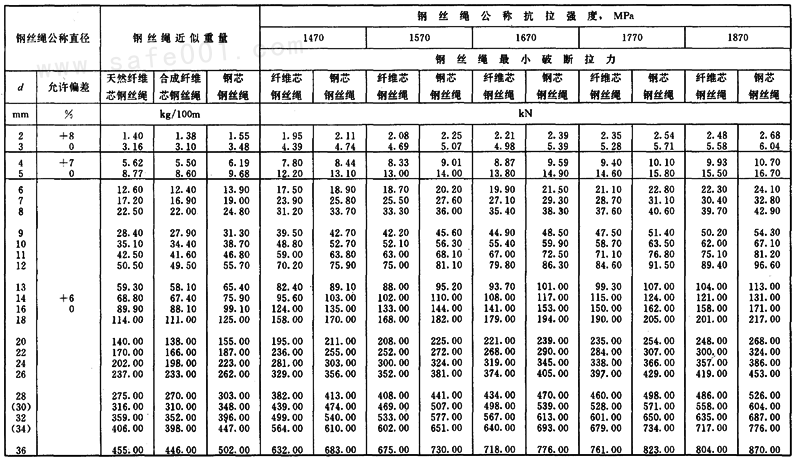 钢丝绳公称直径 钢丝绳近似重量 钢丝绳公称抗拉强度，MPa
1470 1570 1670 1770 1870
钢丝绳最小破断拉力
d 允许偏差 天然纤维芯钢丝绳 合成纤维芯钢丝绳 钢芯钢丝绳 纤维芯钢丝绳 钢芯钢丝绳 纤维芯钢丝绳 钢芯钢丝绳 纤维芯钢丝绳 钢芯钢丝绳 纤维芯钢丝绳 钢芯钢丝绳 纤维芯钢丝绳 钢芯钢丝绳
mm % kg/100m kN
2 +8 1.40 1.38 1.55 1.95 2.11 2.08 2.25 2.21 2.39 2.35 2.54 2.48 2.68
3 0 3.16 3.10 3.48 4.39 4.74 4.69 5.07 4.98 5.39 5.28 5.71 5.58 6.04
4 +7 5.62 5.50 6.19 7.80 8.44 8.33 9.01 8.87 9.59 9.40 10.10 9.93 10.70
5 0 8.77 8.60 9.68 12.20 13.10 13.00 14.00 13.80 14.90 14.60 15.80 15.50 16.70
6 12.60 12.40 13.90 17.50 18.90 18.70 20.20 19.90 21.50 21.10 22.80 22.30 24.10
7 17.20 16.90 19.00 23.90 25.80 25.50 27.60 27.10 29.30 28.70 31.10 30.40 32.80
8 22.50 22.00 24.80 31.20 33.70 33.30 36.00 35.40 38.30 37.60 40.60 39.70 42.90
9 28.40 27.90 31.30 39.50 42.70 42.20 45.60 44.90 48.50 47.50 51.40 50.20 54.30
10 35.10 34.40 38.70 48.80 52.70 52.10 56.30 55.40 59.90 58.70 63.50 62.00 67.10
11 42.50 41.60 46.80 59.00 63.80 63.00 68.10 67.00 72.50 71.10 76.80 75.10 81.20
12 50.50 49.50 55.70 70.20 75.90 75.00 81.10 79.80 86.30 84.60 91.50 89.40 96.60
13 59.30 58.10 65.40 82.40 89.10 88.00 95.20 93.70 101.00 99.30 107.00 104.00 113.00
14 +6 68.80 67.40 75.90 95.60 103.00 102.00 110.00 108.00 117.00 115.00 124.00 121.00 131.00
16 0 89.90 88.10 99.10 124.00 135.00 133.00 144.00 141.00 153.00 150.00 162.00 158.00 171.00
18 114.00 111.00 125.00 158.00 170.00 168.00 182.00 179.00 194.00 190.00 205.00 201.00 217.00
20 140.00 138.00 155.00 195.00 211.00 208.00 225.00 221.00 239.00 235.00 254.00 248.00 268.00
22 170.00 166.00 187.00 236.00 255.00 252.00 272.00 268.00 290.00 284.00 307.00 300.00 324.00
24 202.00 198.00 223.00 281.00 303.00 300.00 324.00 319.00 345.00 338.00 366.00 357.00 386.00
26 237.00 233.00 262.00 329.00 356.00 352.00 381.00 374.00 405.00 397.00 429.00 419.00 453.00
28 275.00 270.00 303.00 382.00 413.00 408.00 441.00 434.00 470.00 460.00 498.00 486.00 526.00
(30) 316.00 310.00 348.00 439.00 474.00 469.00 507.00 498.00 539.00 528.00 571.00 558.00 604.00
32 359.00 352.00 396.00 499.00 540.00 533.00 577.00 567.00 613.00 601.00 650.00 635.00 687.00
(34) 406.00 398.00 447.00 564.00 610.00 602.00 651.00 640.00 693.00 679.00 734.00 717.00 776.00
36 455.00 446.00 502.00 632.00 683.00 675.00 730.00 718.00 776.00 761.00 823.00 804.00 870.00
www.safe001.com